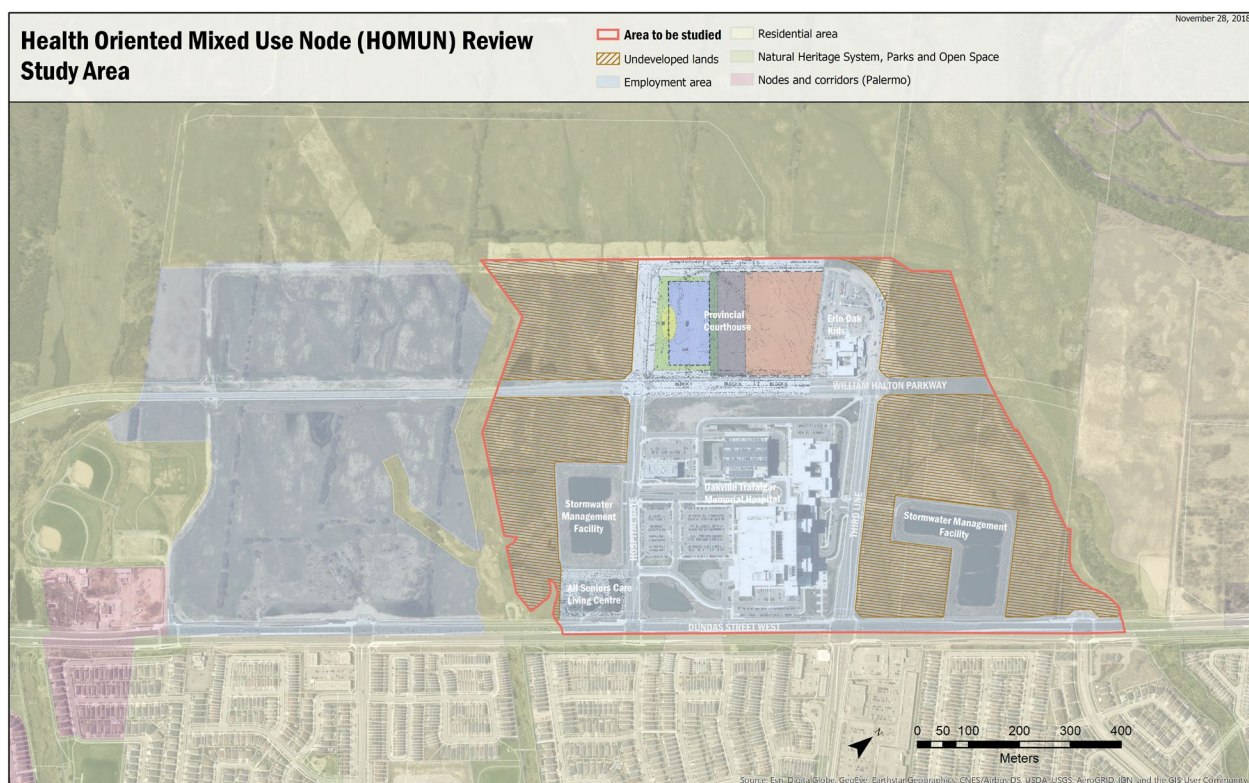 November 28, 2018
Health Oriented Mixed Use Node (HOMUN) Review
Study Area
Area to be studied
Undeveloped lands
Employment area
Residential area
Natural Heritage System, Parks and Open Space
Nodes and corridors (Palermo)
Provincial
Courthouse
Erin Oak
Kids
WILLIAM HALTON PARKWAY
Oakville Trafalgar
Memorial Hospital
Stormwater
Management
Facility
HOSPITAL GATE
THIRD LINE
Stormwater Management
Facility
All Seniors Care
Living Centre
DUNDAS STREET WEST
N
0 50 100 200 300 400
Meters
Source: Esri, DigitalGlobe, GeoEye, Earthstar Geographics, CNES/Airbus DS, USDA, USGS, AeroGRID, IGN, and the GIS User Community